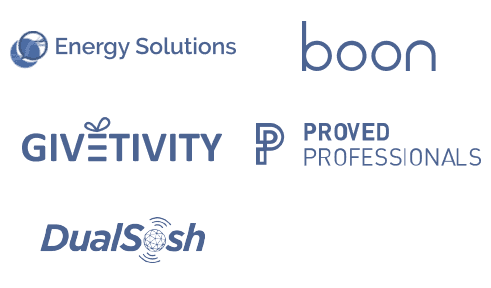 Energy Solutions
boon
GIVETIVITY
PROVED
PROFESSIONALS
DualSosh